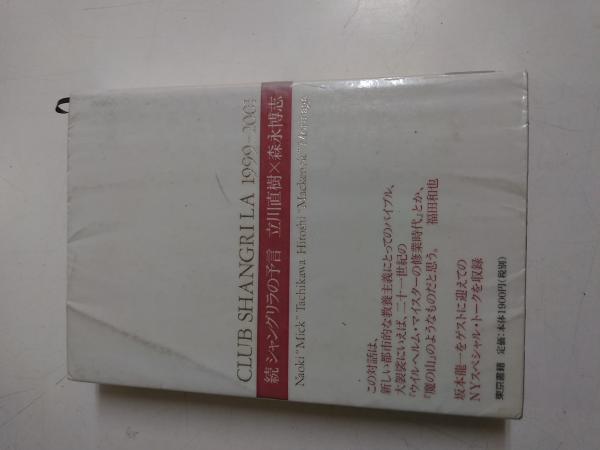 CLUB SHANGRI LA 1999-2001
続 シャングリラの予言 立川直樹×森永博志
Naoki "Mick" Tachikawa Hiroshi "Mackenzie" Morinaga
この対話は、
新しい都市的な教養主義にとってのバイブル、
大袈裟にいえば、二十一世紀の
『ウイルヘルム・マイスターの修業時代』とか、
『魔の山』のようなものだと思う。 福田和也
坂本龍一をゲストに迎えての
NYスペシャル・トークを収録
東京書籍 定価:本体1900円(税別)